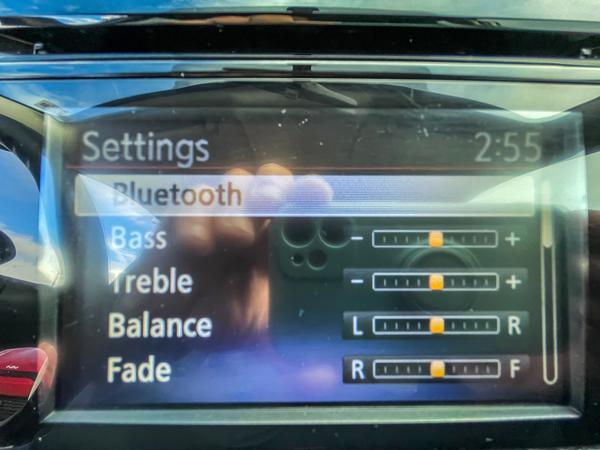 Settings 2:55
Bluetooth
Bass - +
Treble - +
Balance L R
Fade R F